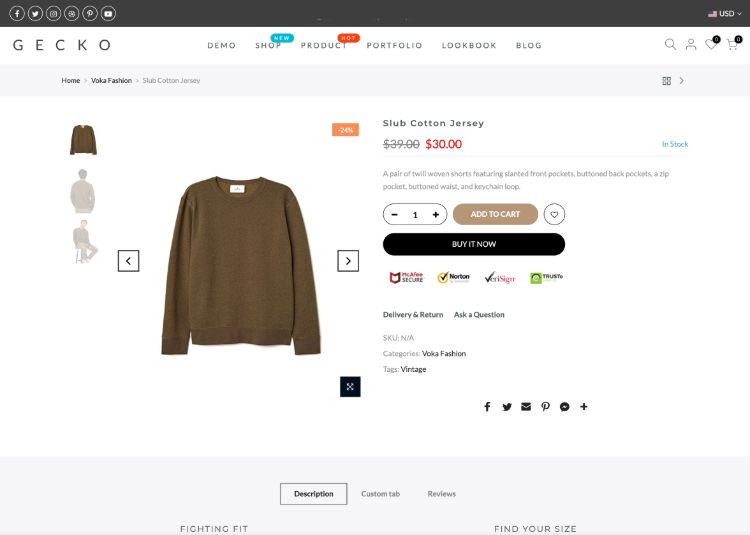 USD
GECKO
DEMO
SHOP
NEW
PRODUCT
HOT
PORTFOLIO
LOOKBOOK
BLOG
0
0
Home > Voka Fashion > Slub Cotton Jersey
-24%
Slub Cotton Jersey
$39.00 $30.00
In Stock
A pair of twill woven shorts featuring slanted front pockets, buttoned back pockets, a zip
pocket, buttoned waist, and keychain loop.
- 1 +
ADD TO CART
BUY IT NOW
McAfee
SECURE
Norton
VeriSign
TRUSTe
Delivery & Return
Ask a Question
SKU: N/A
Categories: Voka Fashion
Tags: Vintage
Description
Custom tab
Reviews
FIGHTING FIT
FIND YOUR SIZE